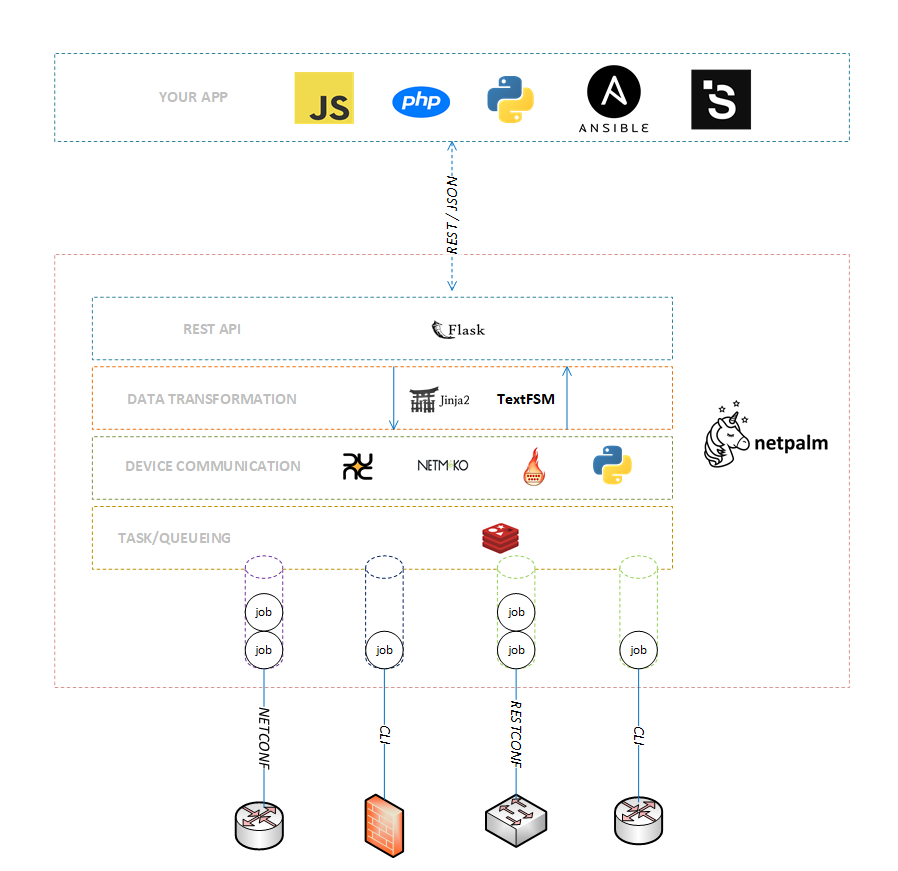 YOUR APP
JS
php
ANSIBLE
S
REST / JSON
REST API
Flask
DATA TRANSFORMATION
Jinja2
TextFSM
netpalm
DEVICE COMMUNICATION
NETMIKO
TASK/QUEUEING
job
job
job
job
job
job
NETCONF
CLI
RESTCONF
CLI